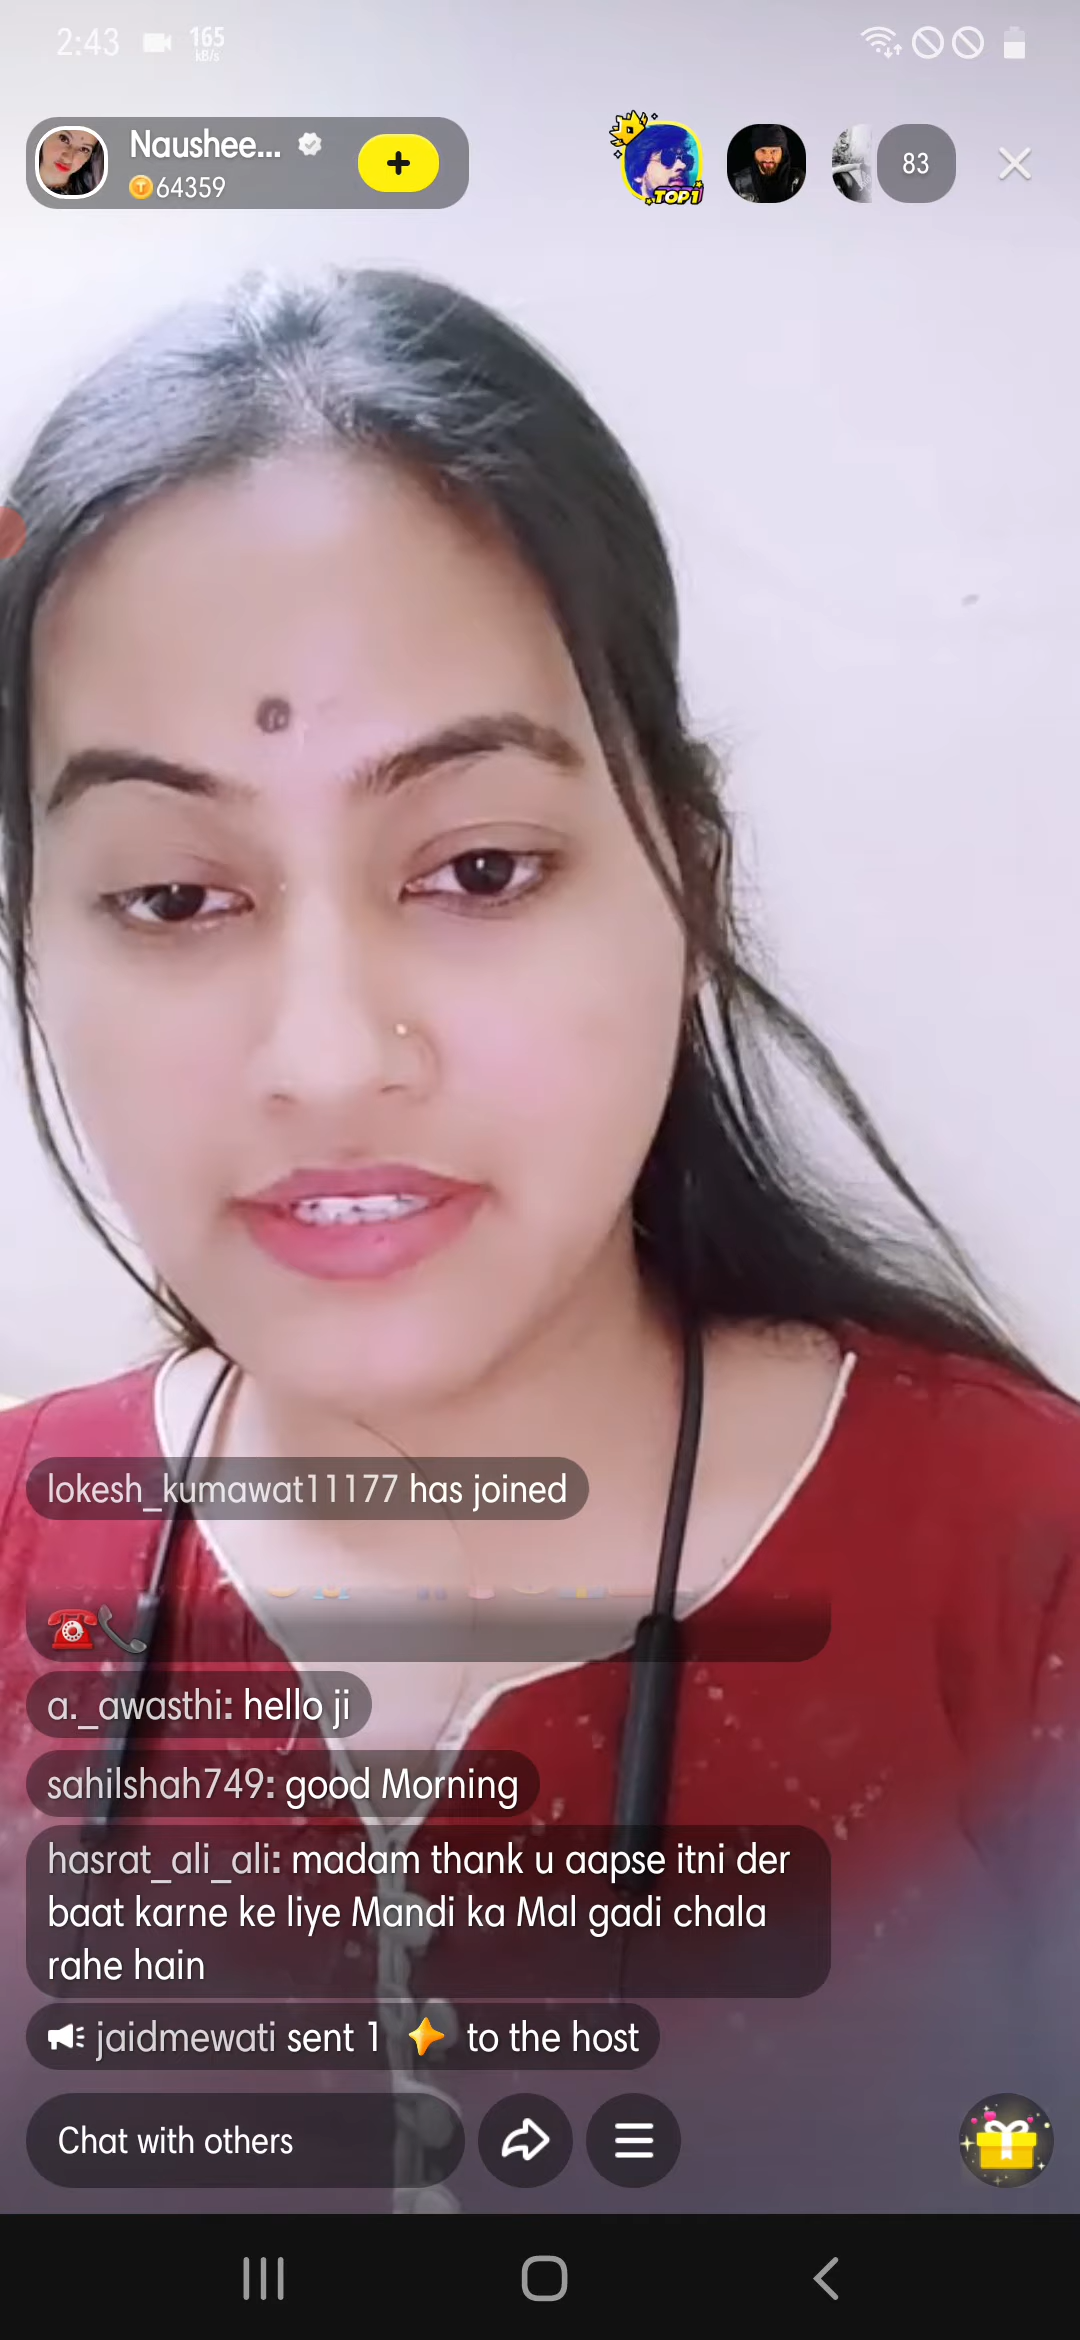 2:43
165
kB/s
Naushee...
64359
TOP1
83
lokesh_kumawat11177 has joined
a._awasthi: hello ji
sahilshah749: good Morning
hasrat_ali_ali: madam thank u aapse itni der
baat karne ke liye Mandi ka Mal gadi chala
rahe hain
jaidmewati sent 1 to the host
Chat with others